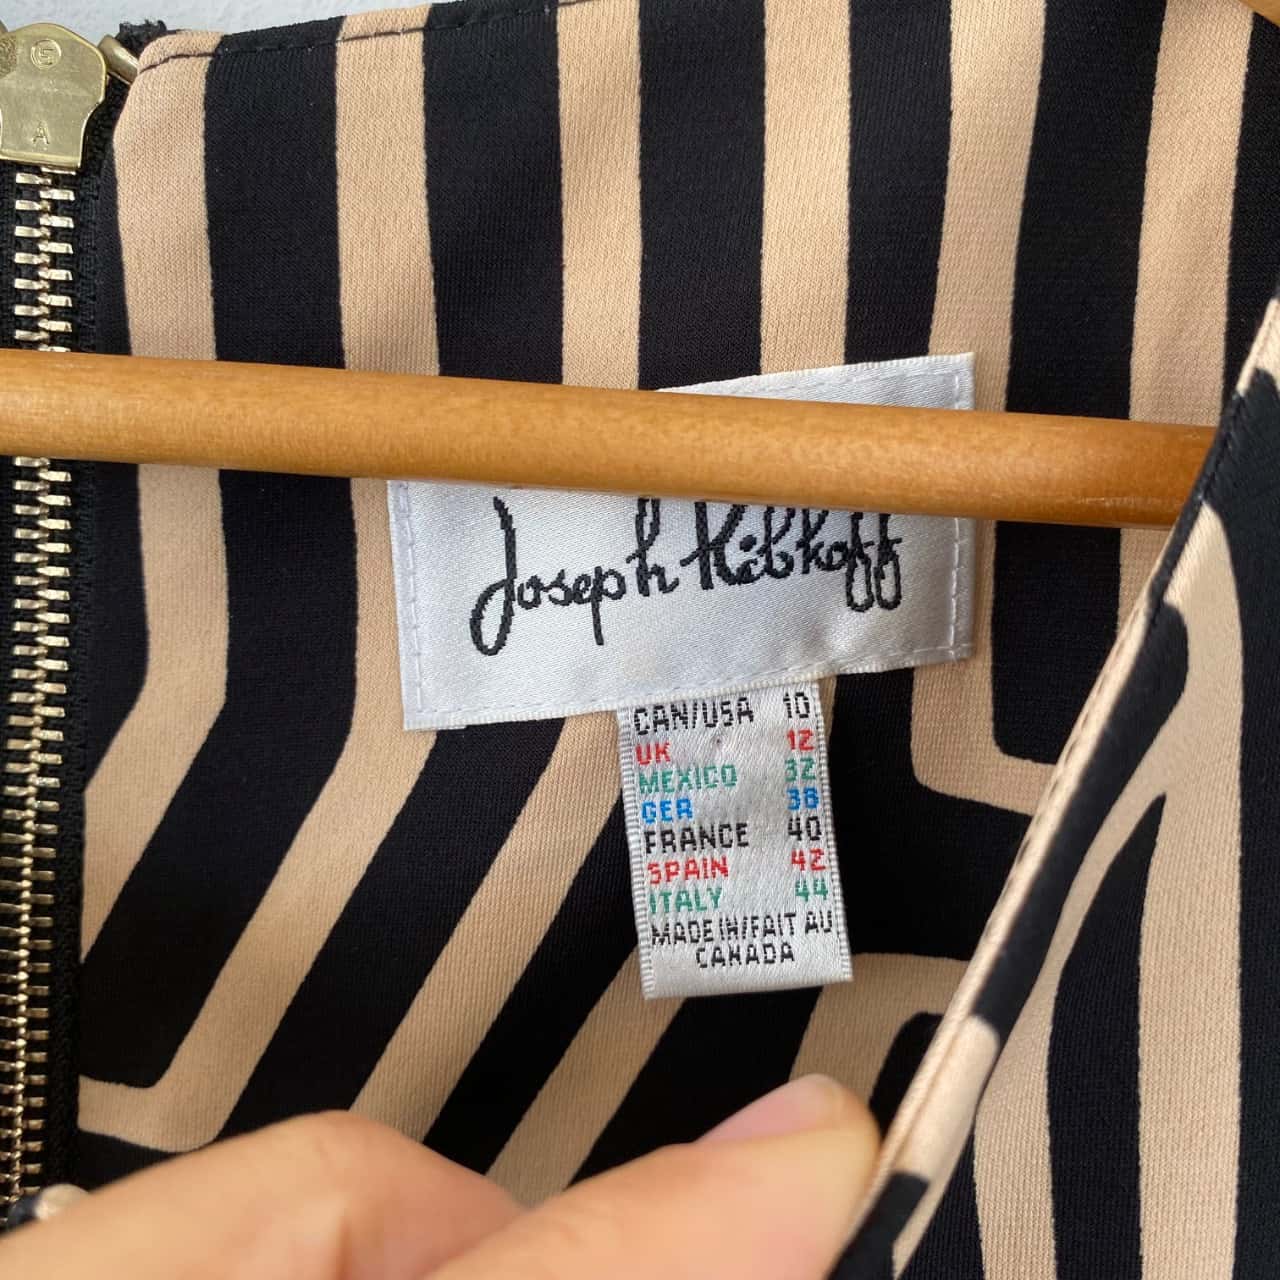 A
Joseph Ribkoff
CAN/USA 10
UK 12
MEXICO 32
GER 38
FRANCE 40
SPAIN 42
ITALY 44
MADE IN/FAIT AU
CANADA